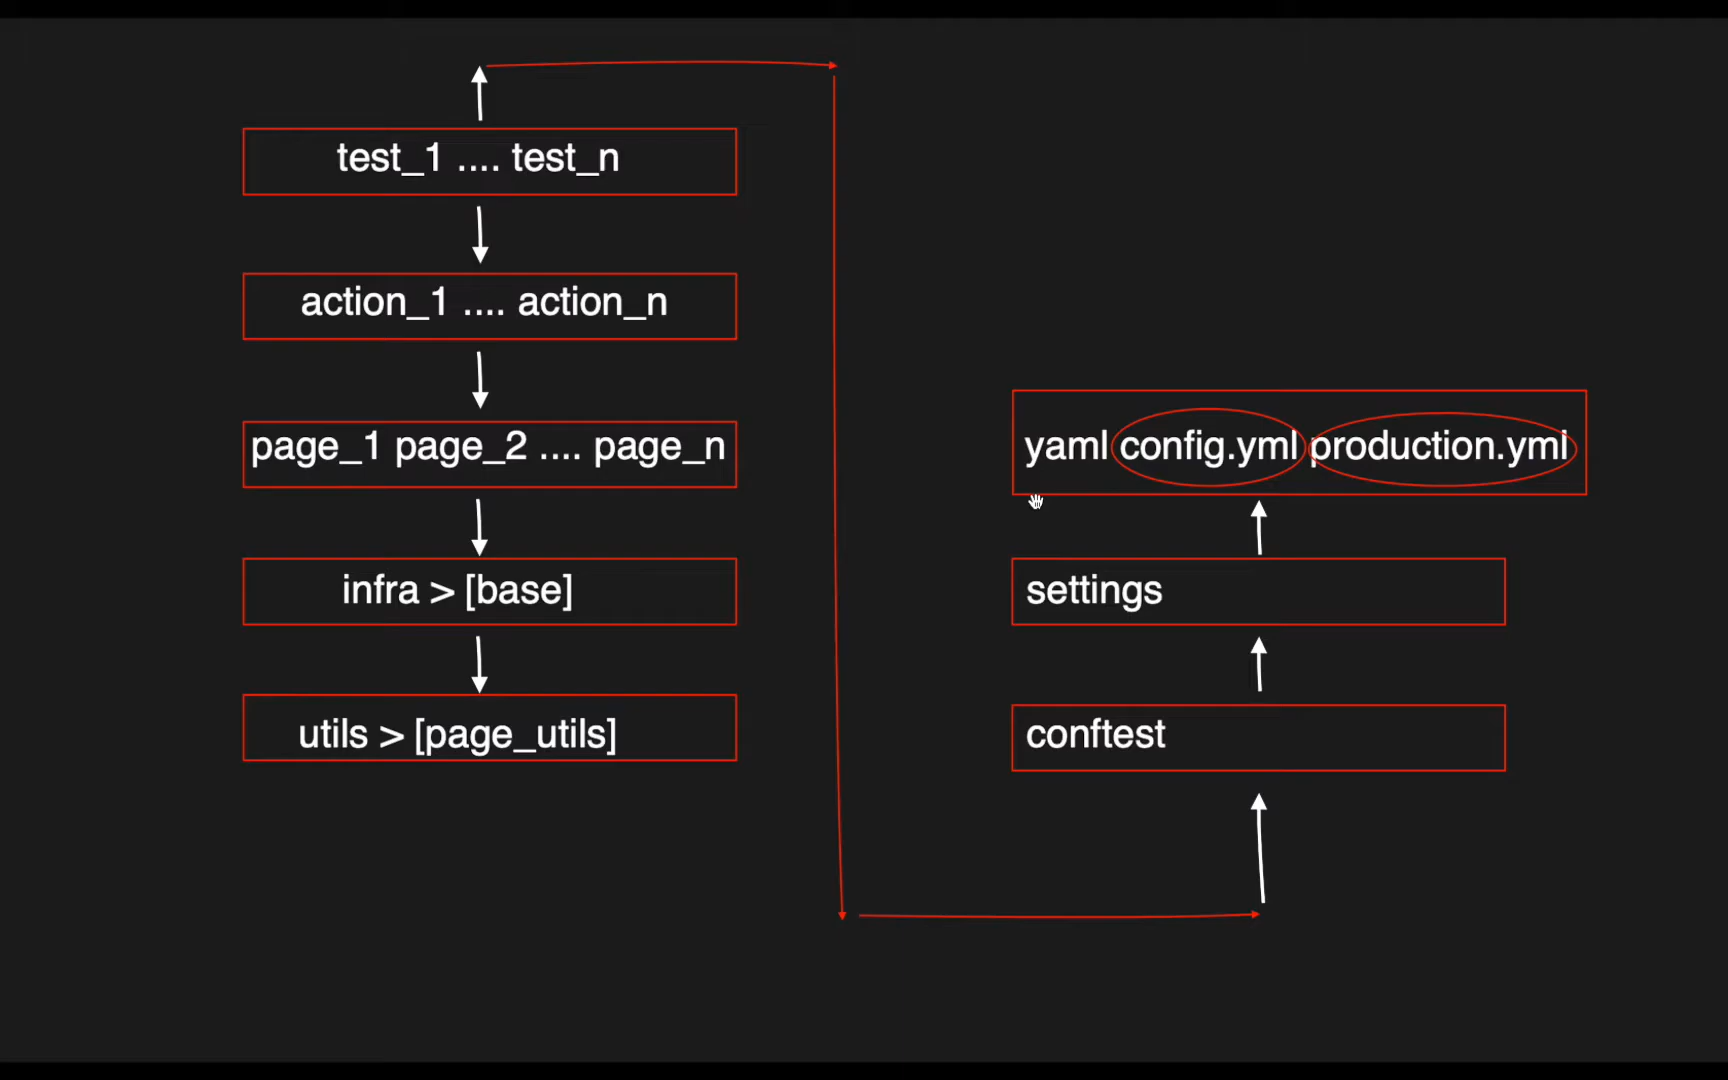 test_1 .... test_n
action_1 .... action_n
page_1 page_2 .... page_n
infra > [base]
utils > [page_utils]
yaml config.yml production.yml
settings
conftest